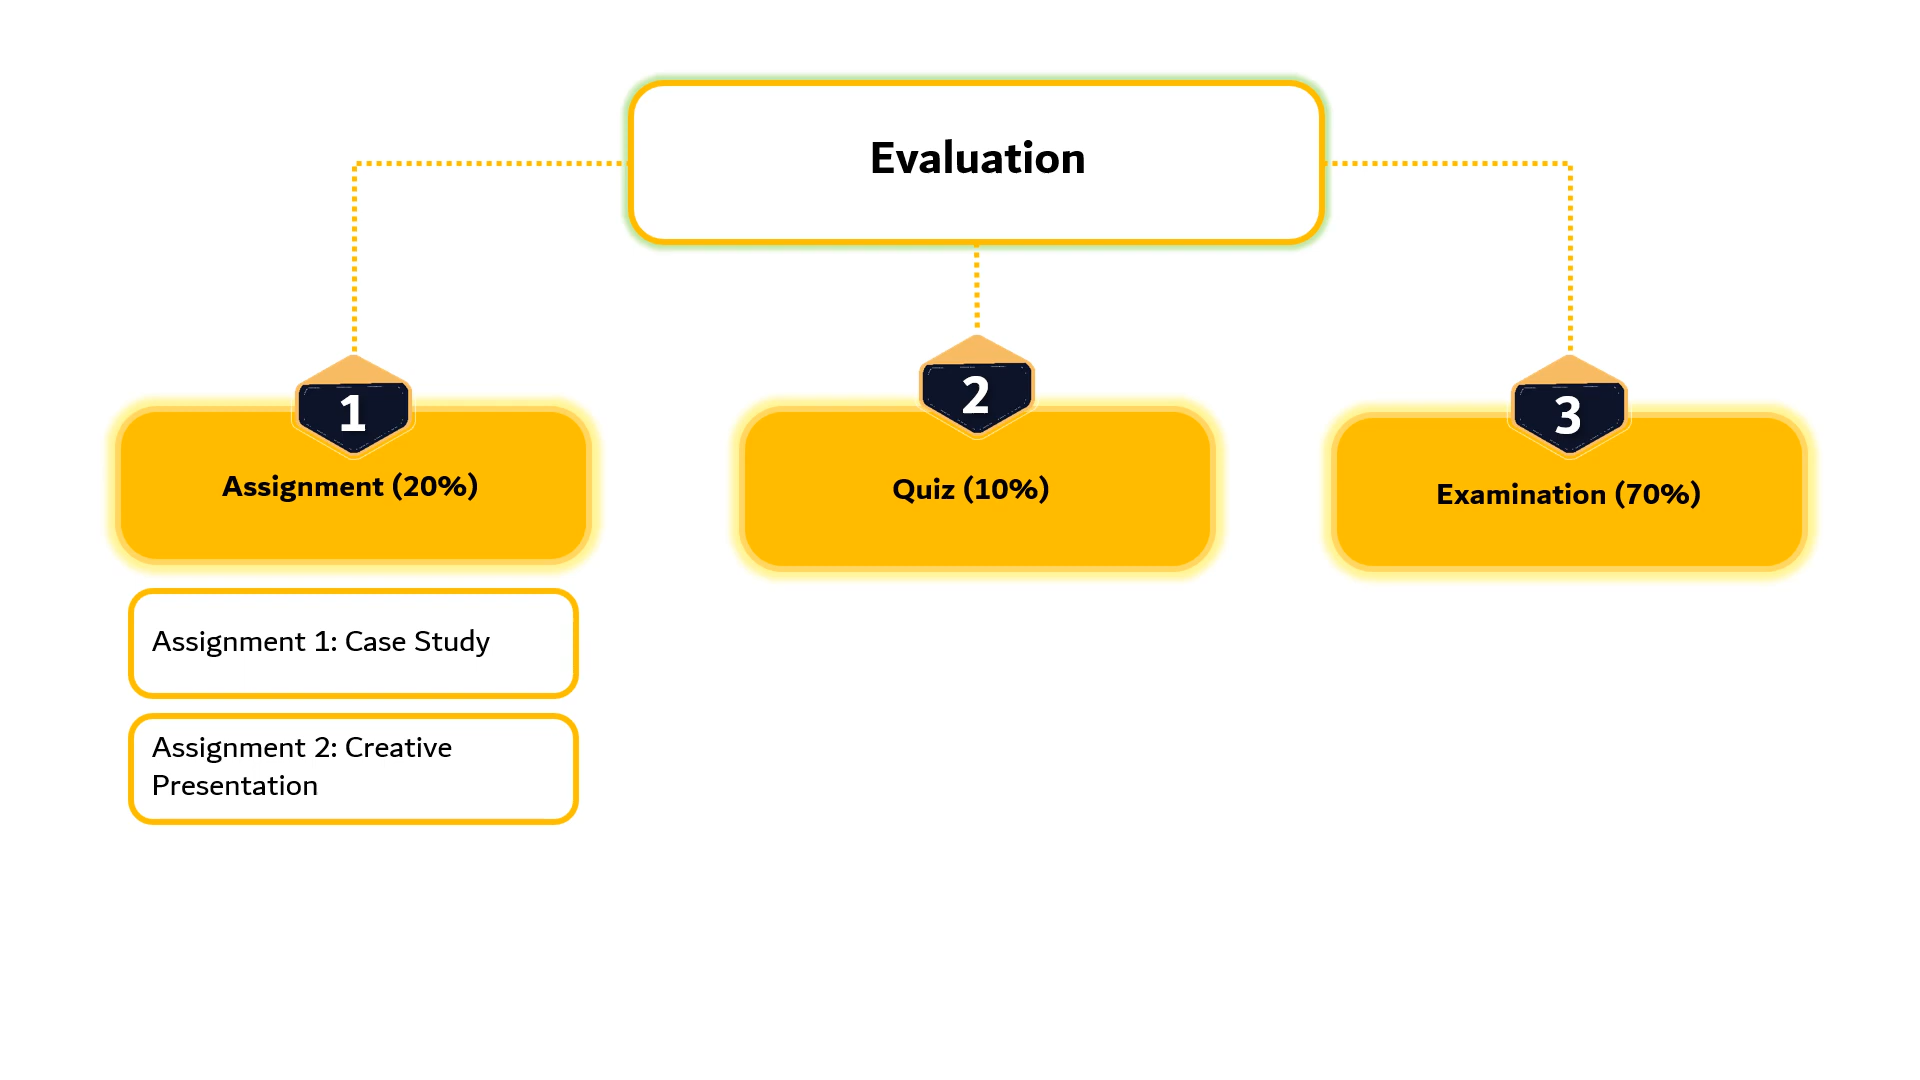 Evaluation
1
Assignment (20%)
Assignment 1: Case Study
Assignment 2: Creative
Presentation
2
Quiz (10%)
3
Examination (70%)